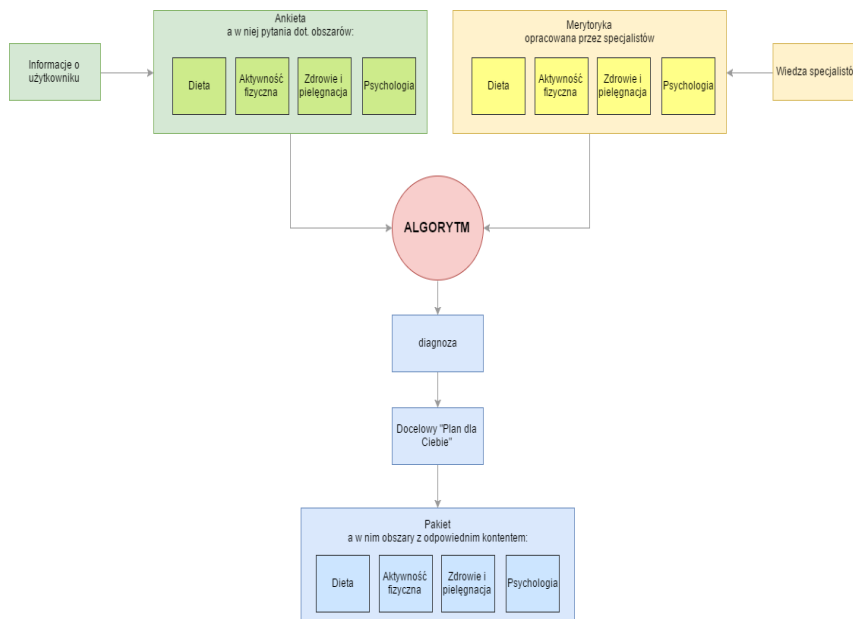 Ankieta
a w niej pytania dot. obszarów:
Merytoryka
opracowana przez specjalistów
Informacje o
użytkowniku
Dieta
Aktywność
fizyczna
Zdrowie i
pielęgnacja
Psychologia
Dieta
Aktywność
fizyczna
Zdrowie i
pielęgnacja
Psychologia
Wiedza
ALGORYTM
diagnoza
Docelowy "Plan dla
Ciebie"
Pakiet
a w nim obszary z odpowiednim kontentem:
Dieta
Aktywność
fizyczna
Zdrowie i
pielęgnacja
Psychologia